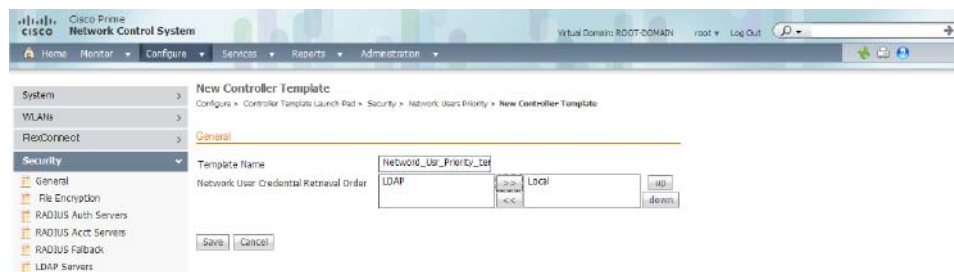 Cisco Prime
CISCO Network Control System
Virtual Domain: ROOT-DOMAIN root Log Out
Home Monitor Configure Services Reports Administration
System
WLANs
FlexConnect
Security
General
File Encryption
RADIUS Auth Servers
RADIUS Acct Servers
RADIUS Fallback
LDAP Servers
New Controller Template
Configure > Controller Template Launch Pad > Security > Network Users Priority > New Controller Template
General
Template Name Netword_Usr_Priority_ter
Network User Credential Retrieval Order LDAP >> Local up
<< down
Save Cancel